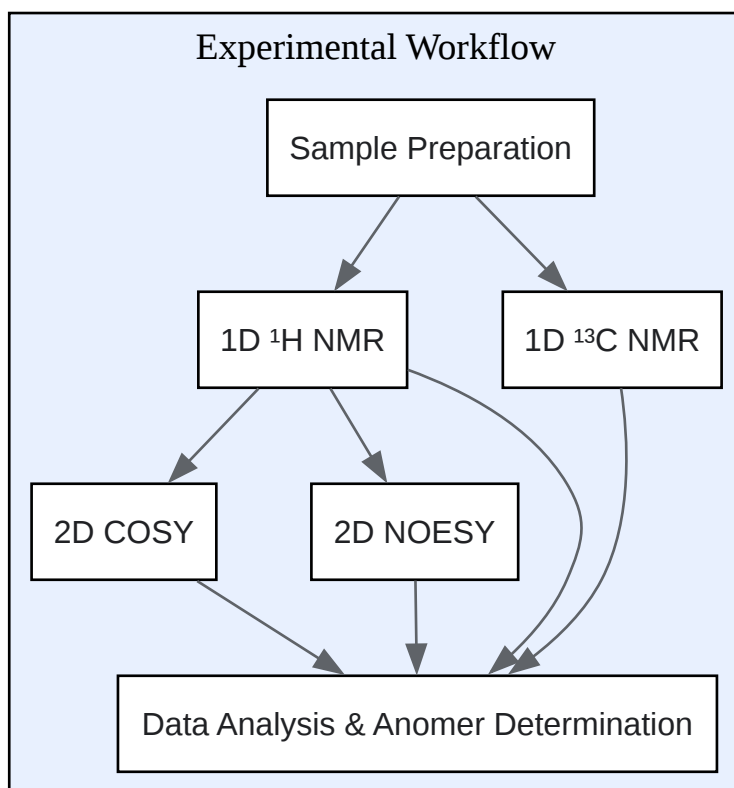 Experimental Workflow
Sample Preparation
1D ¹H NMR
1D ¹³C NMR
2D COSY
2D NOESY
Data Analysis & Anomer Determination